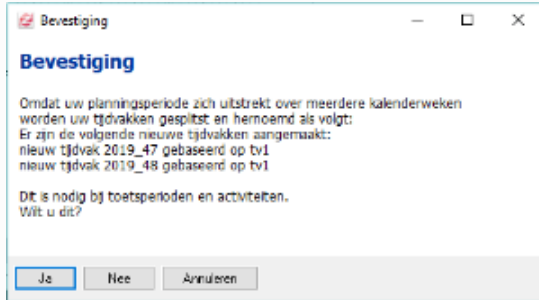 Bevestiging
Bevestiging
Omdat uw planningsperiode zich uitstrekt over meerdere kalenderweken
worden uw tijdvakken gesplitst en hernoemd als volgt:
Er zijn de volgende nieuwe tijdvakken aangemaakt:
nieuw tijdvak 2019_47 gebaseerd op tv1
nieuw tijdvak 2019_48 gebaseerd op tv1
Dit is nodig bij toetsperioden en activiteiten.
Wilt u dit?
Ja Nee Annuleren